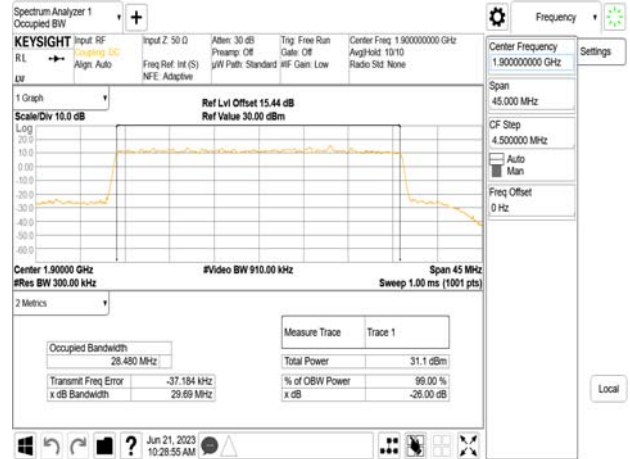 Spectrum Analyzer 1
Occupied BW
Frequency
KEYSIGHT
Input: RF
Coupling: DC
Align: Auto
Input Z: 50 Ω
Freq Ref: Int (S)
NFE: Adaptive
Atten: 30 dB
Preamp: Off
µW Path: Standard
Trig: Free Run
Gate: Off
#IF Gain: Low
Center Freq: 1.900000000 GHz
Avg|Hold: 10/10
Radio Std: None
RL
Center Frequency
1.900000000 GHz
Settings
Span
45.000 MHz
CF Step
4.500000 MHz
Auto
Man
Freq Offset
0 Hz
1 Graph
Scale/Div 10.0 dB
Ref Lvl Offset 15.44 dB
Ref Value 30.00 dBm
Log
20.0
10.0
0.00
-10.0
-20.0
-30.0
-40.0
-50.0
-60.0
Center 1.90000 GHz
#Video BW 910.00 kHz
Span 45 MHz
#Res BW 300.00 kHz
Sweep 1.00 ms (1001 pts)
2 Metrics
Measure Trace
Trace 1
Occupied Bandwidth
28.480 MHz
Total Power
31.1 dBm
Transmit Freq Error
-37.184 kHz
% of OBW Power
99.00 %
x dB Bandwidth
29.69 MHz
x dB
-26.00 dB
Local
Jun 21, 2023
10:28:55 AM